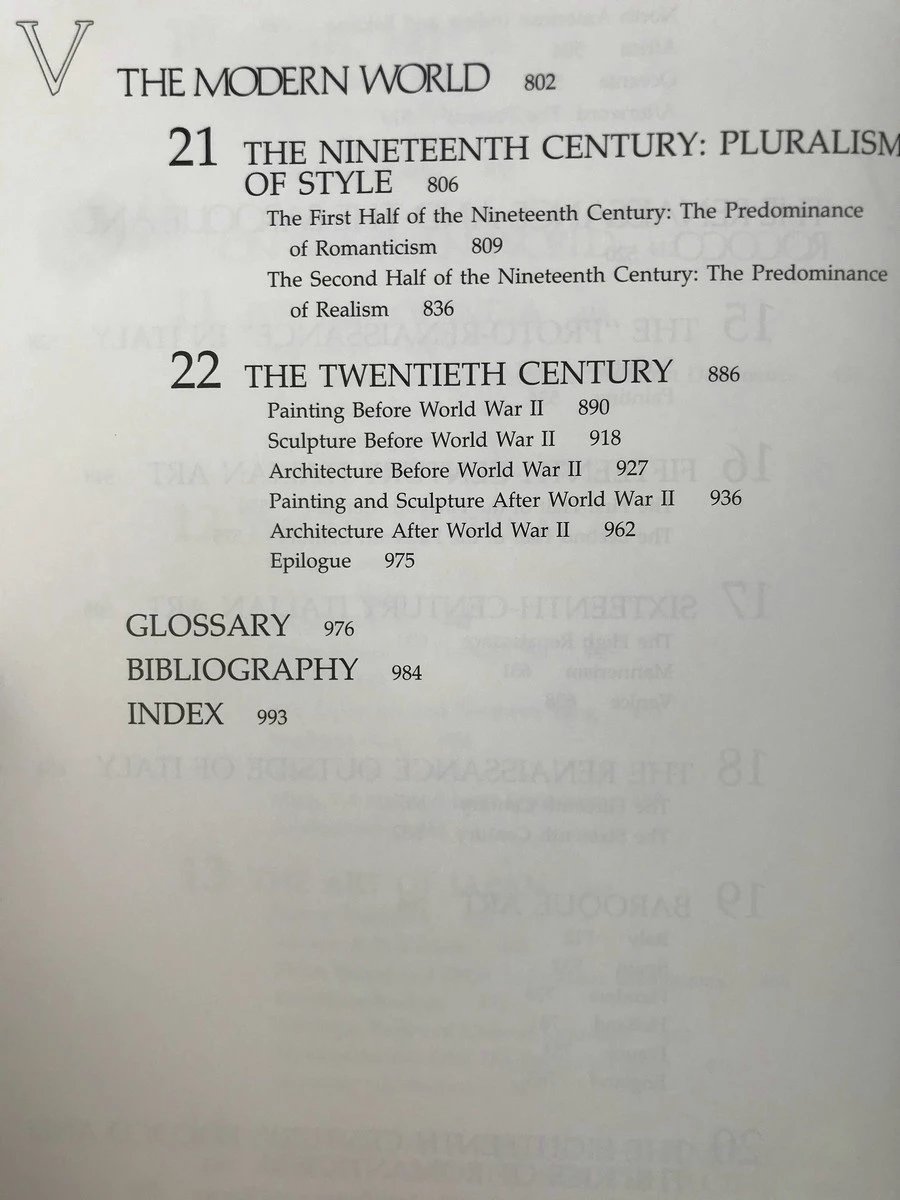 V
THE MODERN WORLD 802
21 THE NINETEENTH CENTURY: PLURALISM
OF STYLE 806
The First Half of the Nineteenth Century: The Predominance
of Romanticism 809
The Second Half of the Nineteenth Century: The Predominance
of Realism 836
22 THE TWENTIETH CENTURY 886
Painting Before World War II 890
Sculpture Before World War II 918
Architecture Before World War II 927
Painting and Sculpture After World War II 936
Architecture After World War II 962
Epilogue 975
GLOSSARY 976
BIBLIOGRAPHY 984
INDEX 993